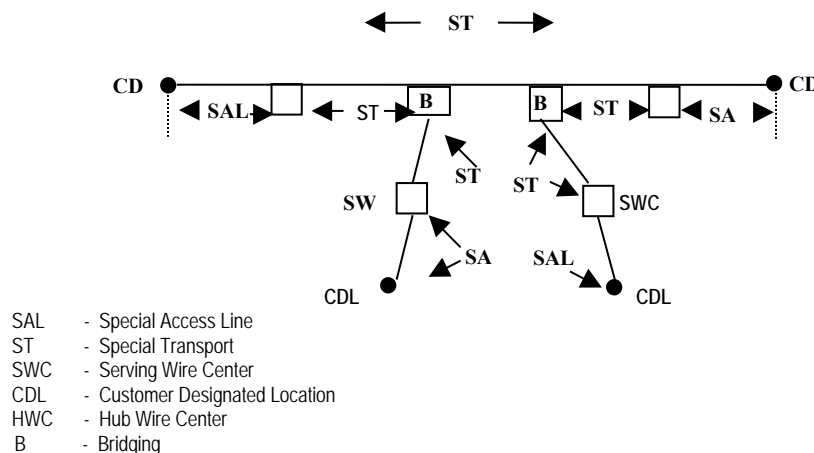 ST
CD CD
SAL ST B B ST SA
ST ST
SW SWC
SA SAL
CDL CDL
SAL - Special Access Line
ST - Special Transport
SWC - Serving Wire Center
CDL - Customer Designated Location
HWC - Hub Wire Center
B - Bridging